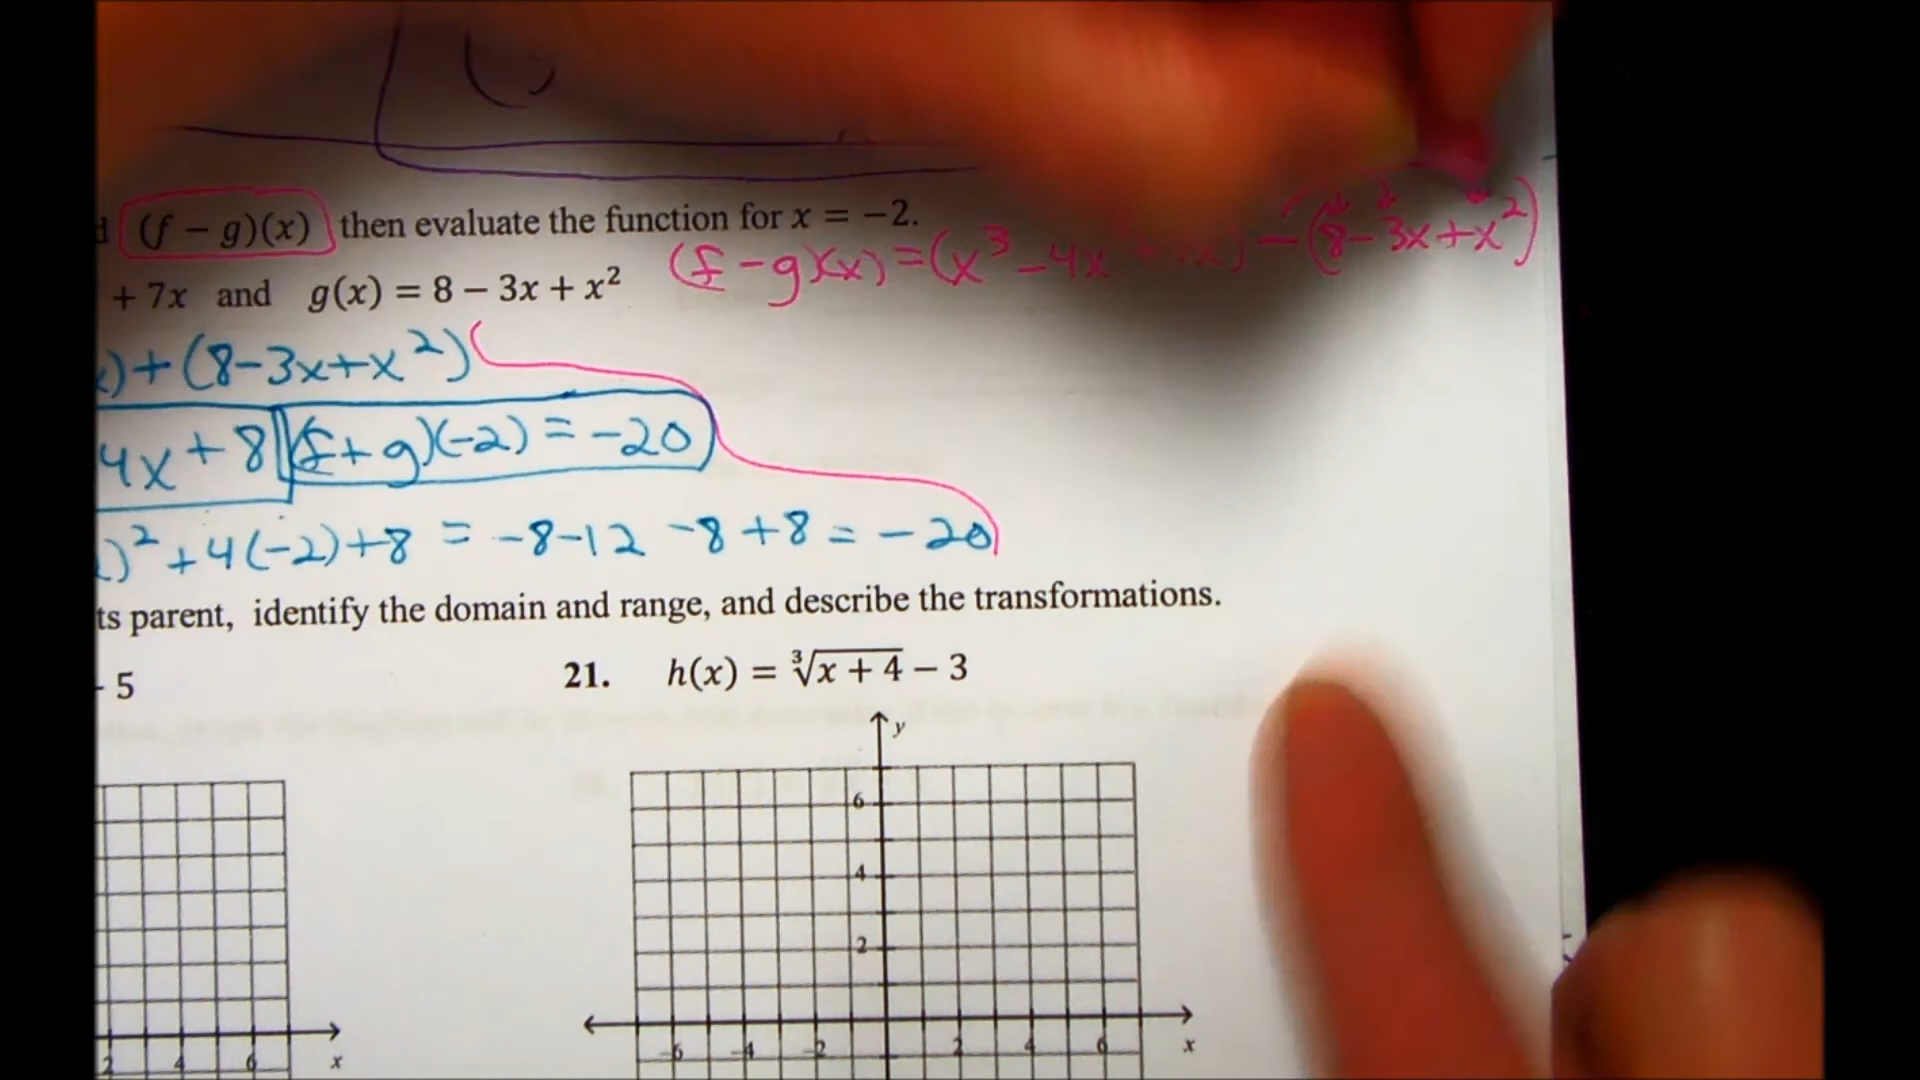 (f − g)(x) then evaluate the function for x = −2.
(f - g)(x) = (x³ - 4x - (8 - 3x + x²)
+ 7x and g(x) = 8 − 3x + x²
) + (8 - 3x + x²)
4x + 8 (f + g)(-2) = -20
)² + 4(-2) + 8 = -8 - 12 - 8 + 8 = -20
ts parent, identify the domain and range, and describe the transformations.
- 5
21. h(x) = ∛(x + 4) − 3
y
6
4
2
x
2 4 6 x
-6 -4 -2 2 4 6 x